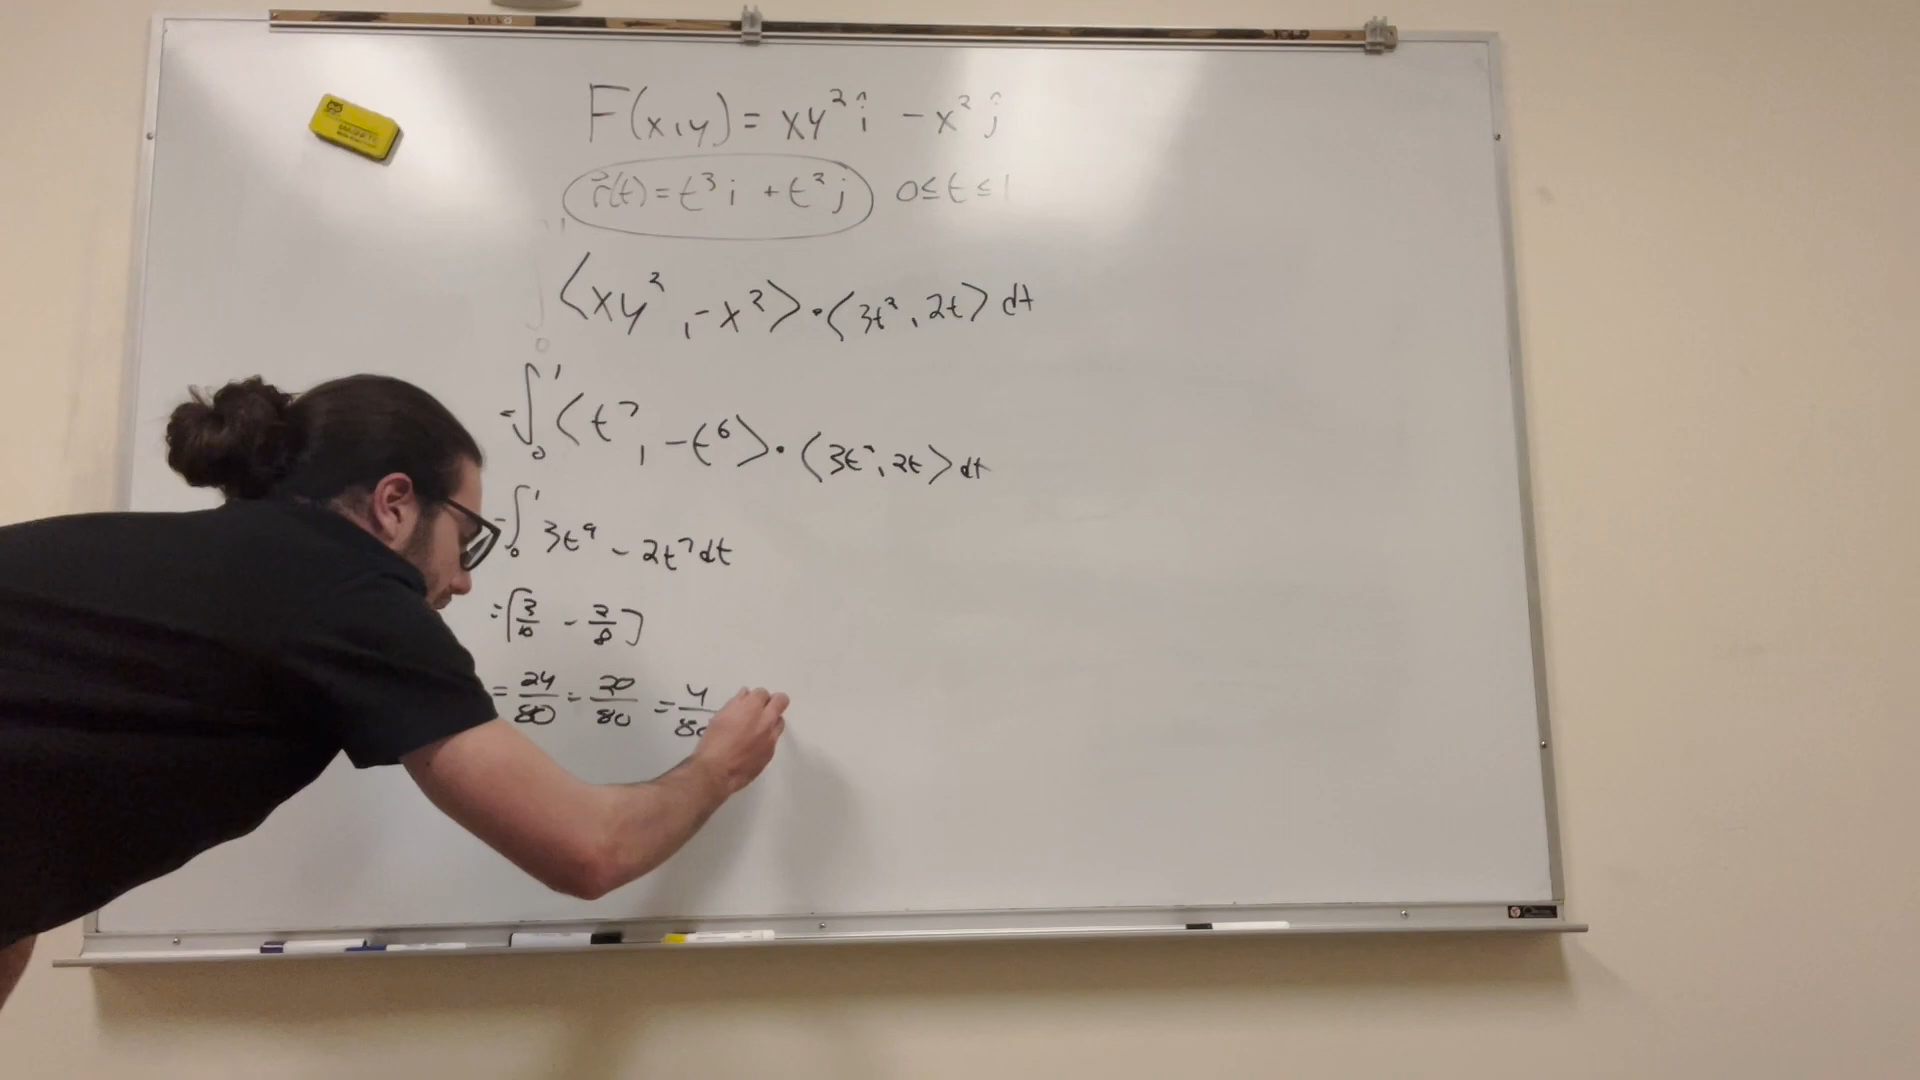 F(x,y) = xy² î - x² ĵ
r⃗(t) = t³ i + t² j 0 ≤ t ≤ 1
∫₀¹ ⟨xy², -x²⟩ · ⟨3t², 2t⟩ dt
= ∫₀¹ ⟨t⁷, -t⁶⟩ · ⟨3t², 2t⟩ dt
= ∫₀¹ 3t⁹ - 2t⁷ dt
= [3/10 - 2/8]
= 24/80 - 20/80 = 4/80